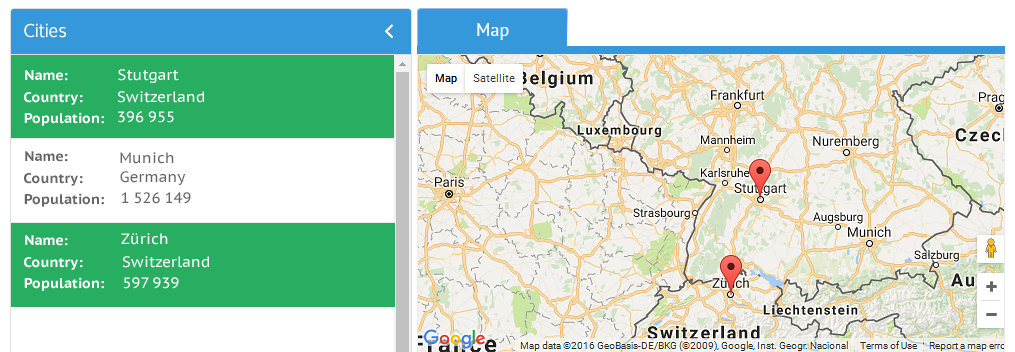 Cities
Name: Stutgart
Country: Switzerland
Population: 396 955
Name: Munich
Country: Germany
Population: 1 526 149
Name: Zürich
Country: Switzerland
Population: 597 939
Map
Map Satellite
Belgium
Frankfurt
Prag
Luxembourg
Czec
Mannheim
Nuremberg
Karlsruhe
Paris
Stuttgart
Strasbourg
Augsburg
Munich
Salzburg
Zürich
Au
Liechtenstein
Switzerland
France
Google
Map data ©2016 GeoBasis-DE/BKG (©2009), Google, Inst. Geogr. Nacional Terms of Use Report a map erro